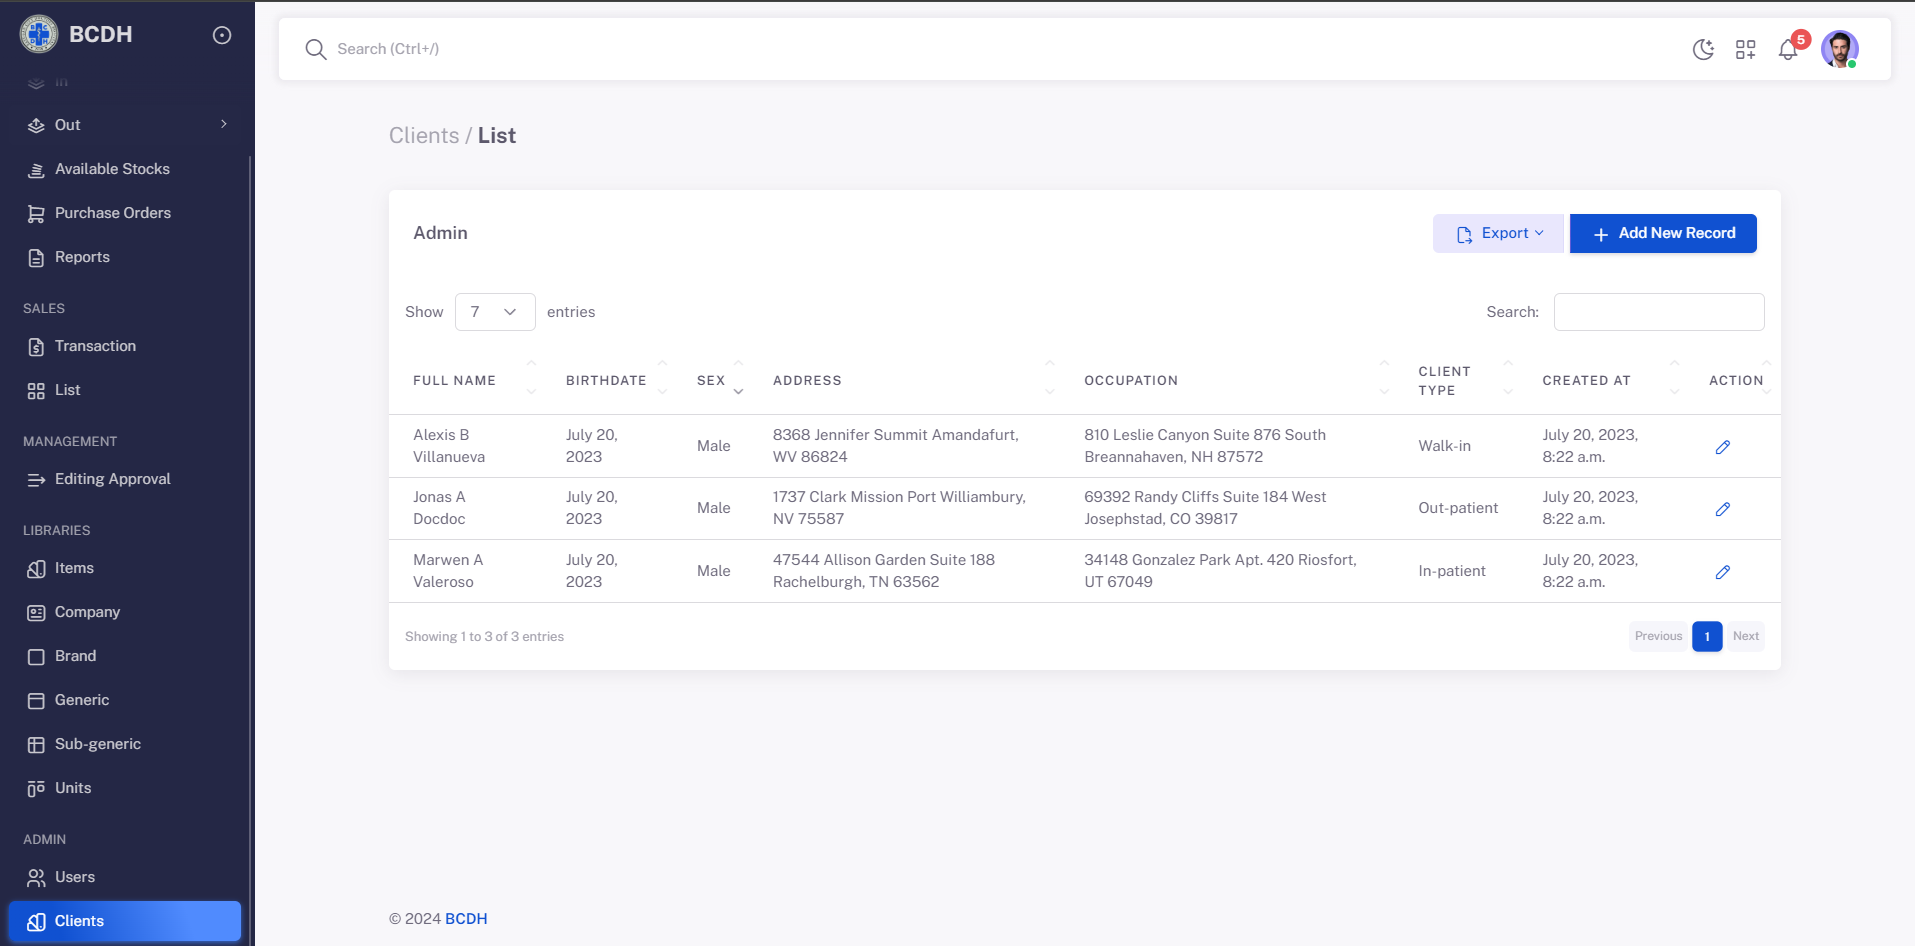 BCDH
In
Out
Available Stocks
Purchase Orders
Reports
SALES
Transaction
List
MANAGEMENT
Editing Approval
LIBRARIES
Items
Company
Brand
Generic
Sub-generic
Units
ADMIN
Users
Clients
Search (Ctrl+/)
5
Clients / List
Admin
Export
Add New Record
Show 7 entries
Search:
FULL NAME BIRTHDATE SEX ADDRESS OCCUPATION CLIENT TYPE CREATED AT ACTION
Alexis B Villanueva July 20, 2023 Male 8368 Jennifer Summit Amandafurt, WV 86824 810 Leslie Canyon Suite 876 South Breannahaven, NH 87572 Walk-in July 20, 2023, 8:22 a.m.
Jonas A Docdoc July 20, 2023 Male 1737 Clark Mission Port Williambury, NV 75587 69392 Randy Cliffs Suite 184 West Josephstad, CO 39817 Out-patient July 20, 2023, 8:22 a.m.
Marwen A Valeroso July 20, 2023 Male 47544 Allison Garden Suite 188 Rachelburgh, TN 63562 34148 Gonzalez Park Apt. 420 Riosfort, UT 67049 In-patient July 20, 2023, 8:22 a.m.
Showing 1 to 3 of 3 entries
Previous 1 Next
© 2024 BCDH